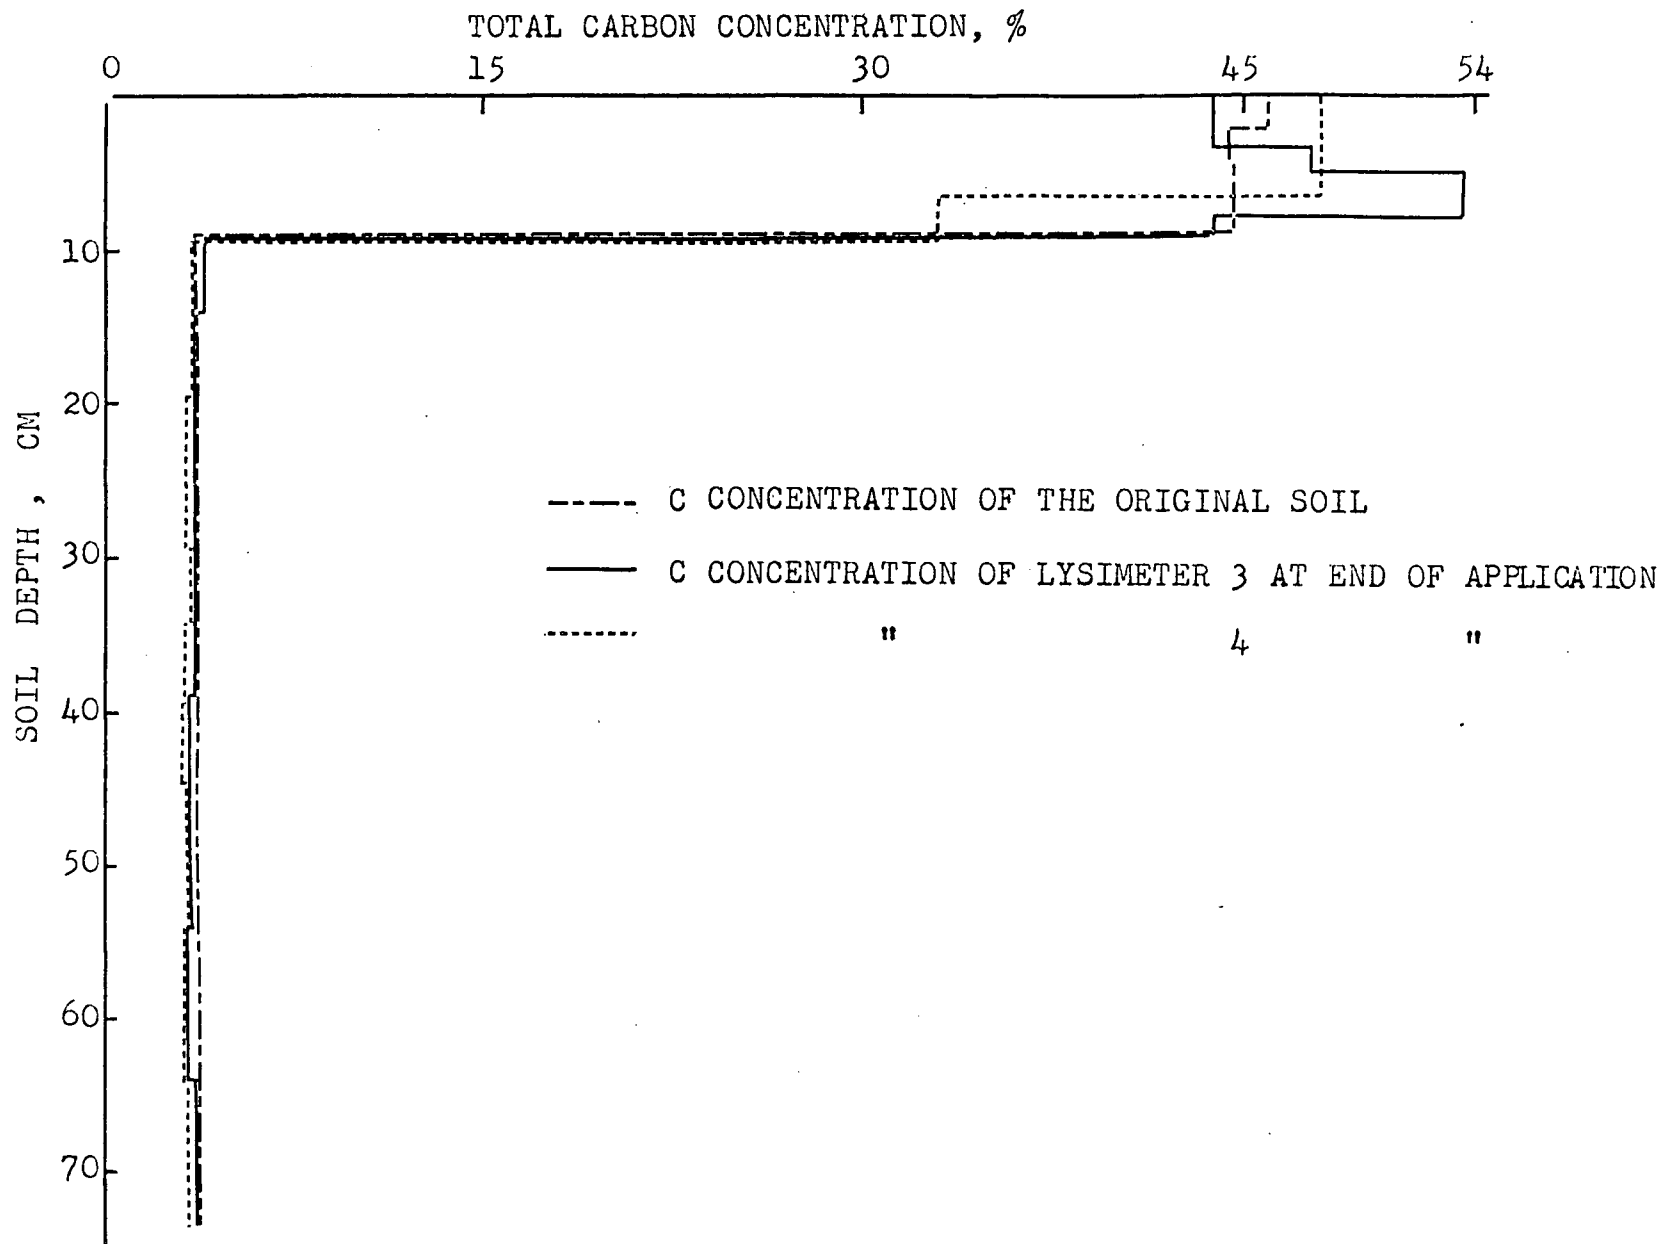 TOTAL CARBON CONCENTRATION, %
0 15 30 45 54
10
20
30
40
50
60
70
SOIL DEPTH, CM
C CONCENTRATION OF THE ORIGINAL SOIL
C CONCENTRATION OF LYSIMETER 3 AT END OF APPLICATION
" 4 "